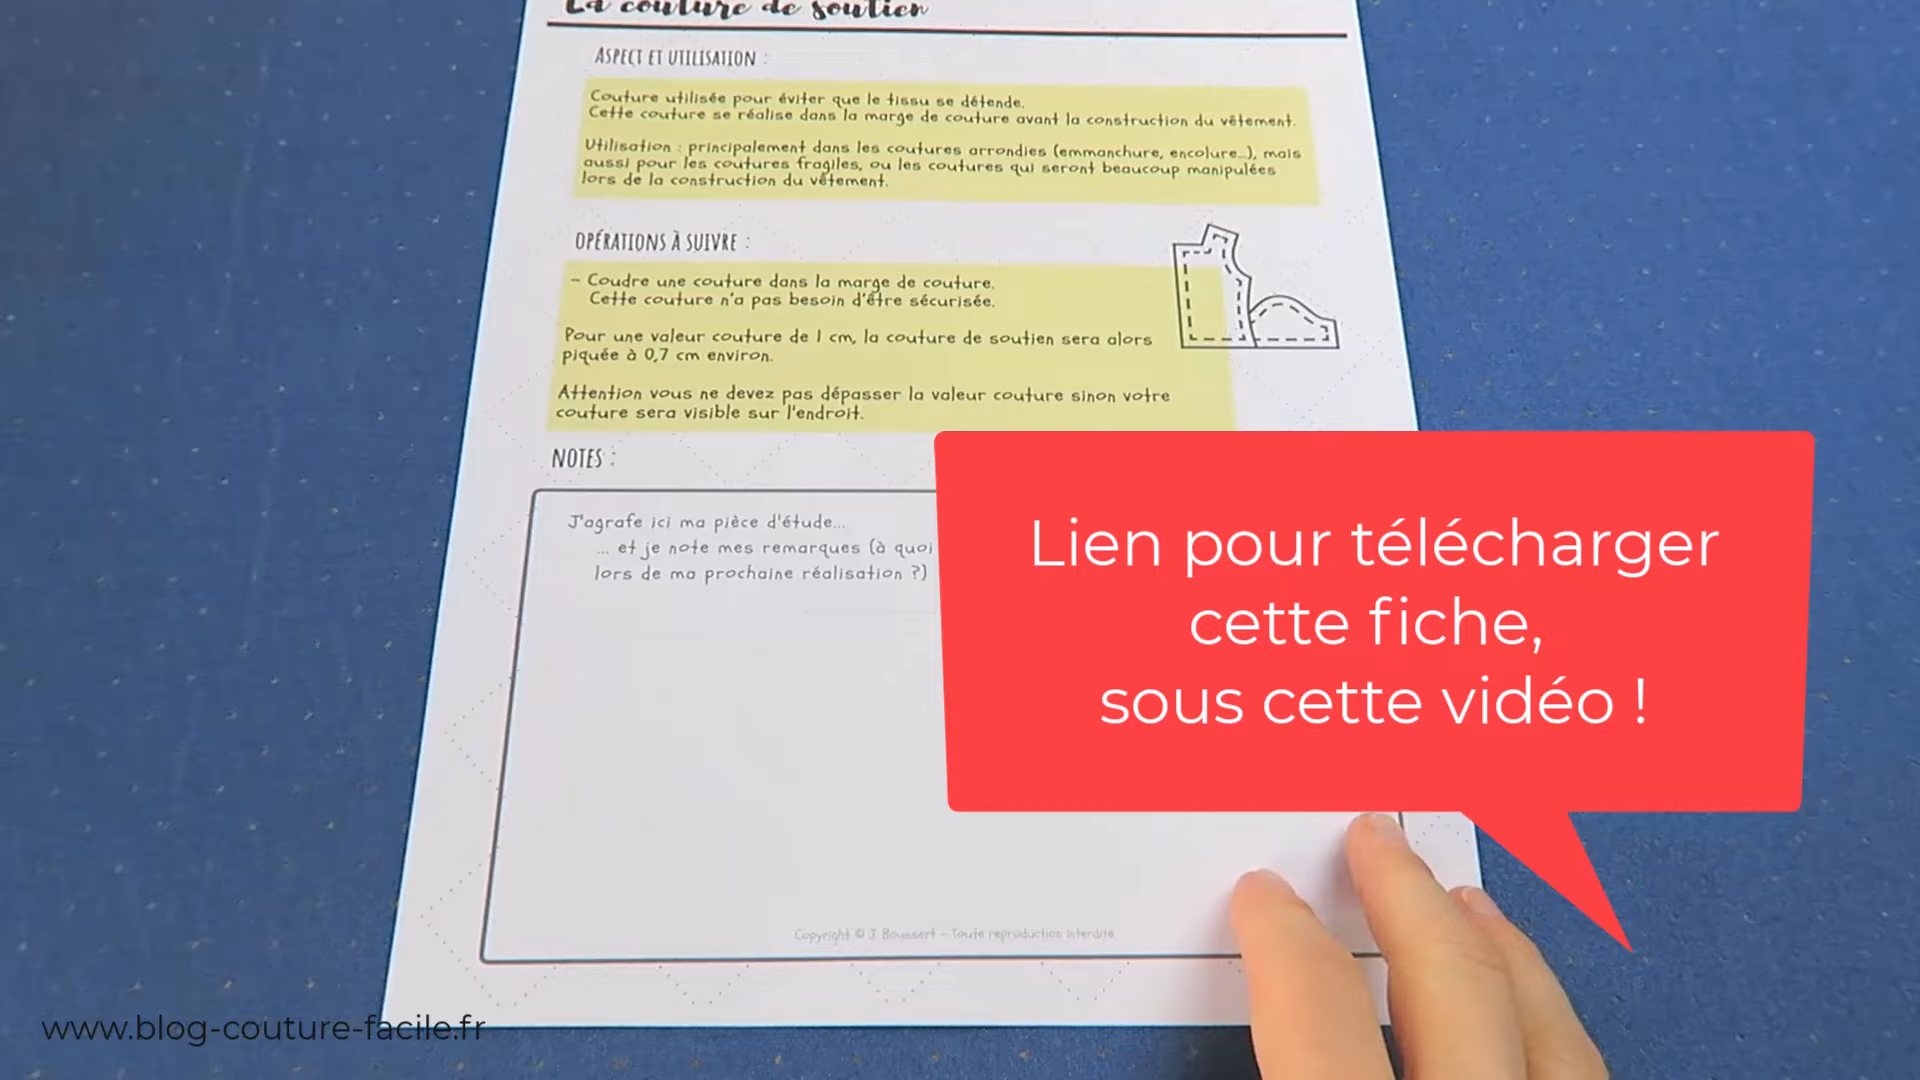 La couture de soutien
ASPECT ET UTILISATION :
Couture utilisée pour éviter que le tissu se détende.
Cette couture se réalise dans la marge de couture avant la construction du vêtement.
Utilisation : principalement dans les coutures arrondies (emmanchure, encolure...), mais
aussi pour les coutures fragiles, ou les coutures qui seront beaucoup manipulées
lors de la construction du vêtement.
OPÉRATIONS À SUIVRE :
- Coudre une couture dans la marge de couture.
Cette couture n'a pas besoin d'être sécurisée.
Pour une valeur couture de 1 cm, la couture de soutien sera alors
piquée à 0,7 cm environ.
Attention vous ne devez pas dépasser la valeur couture sinon votre
couture sera visible sur l'endroit.
NOTES :
J'agrafe ici ma pièce d'étude...
... et je note mes remarques (à quoi
lors de ma prochaine réalisation ?)
Lien pour télécharger
cette fiche,
sous cette vidéo !
Copyright © J. Boussert - Toute reproduction interdite
www.blog-couture-facile.fr